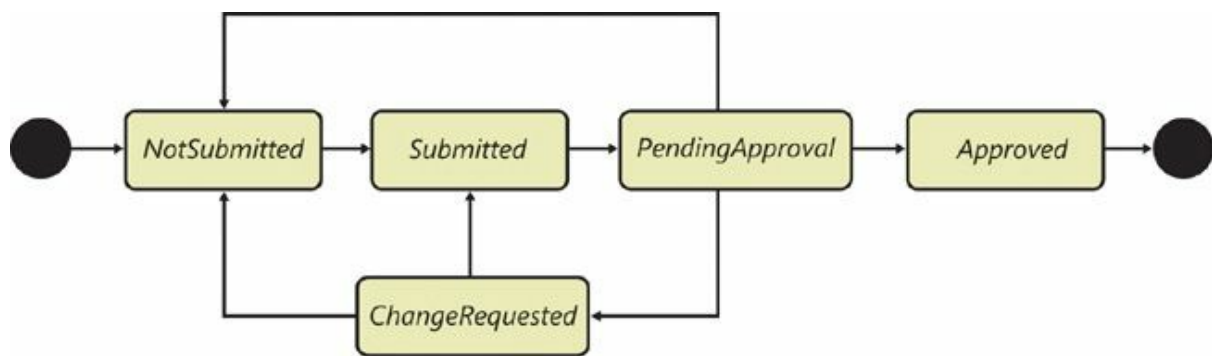 NotSubmitted
Submitted
PendingApproval
Approved
ChangeRequested